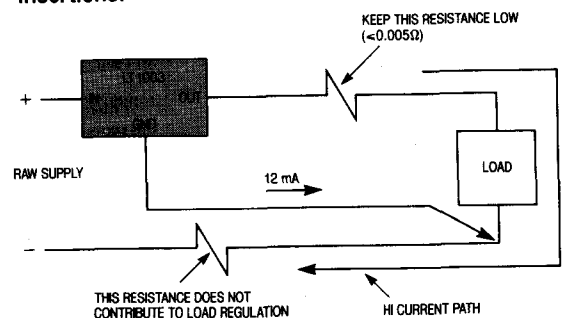 insertions.
KEEP THIS RESISTANCE LOW
(≤0.005Ω)
LT1003
+
IN
OUT
GND
RAW SUPPLY
12 mA
LOAD
−
THIS RESISTANCE DOES NOT
CONTRIBUTE TO LOAD REGULATION
HI CURRENT PATH